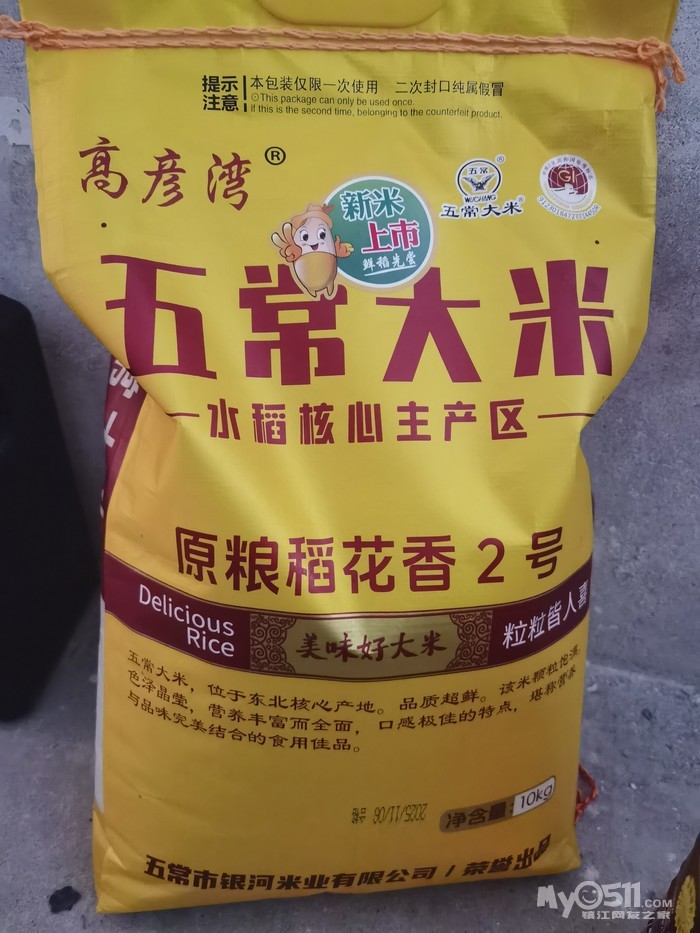 提示
注意
本包装仅限一次使用 二次封口纯属假冒
This package can only be used once.
If this is the second time, belonging to the counterfeit product.
高彦湾®
五常
WUCHANG
五常大米®
新米
上市
鲜稻先尝
五常大米
水稻核心主产区
原粮稻花香2号
Delicious
Rice
美味好大米
粒粒皆人喜
五常大米，位于东北核心产地。品质超鲜。该米颗粒饱满，
色泽晶莹，营养丰富而全面，口感极佳的特点，堪称营养
与品味完美结合的食用佳品。
2025/11/06
合格
净含量:10kg
五常市银河米业有限公司/荣誉出品
My0511.COM
镇江网友之家